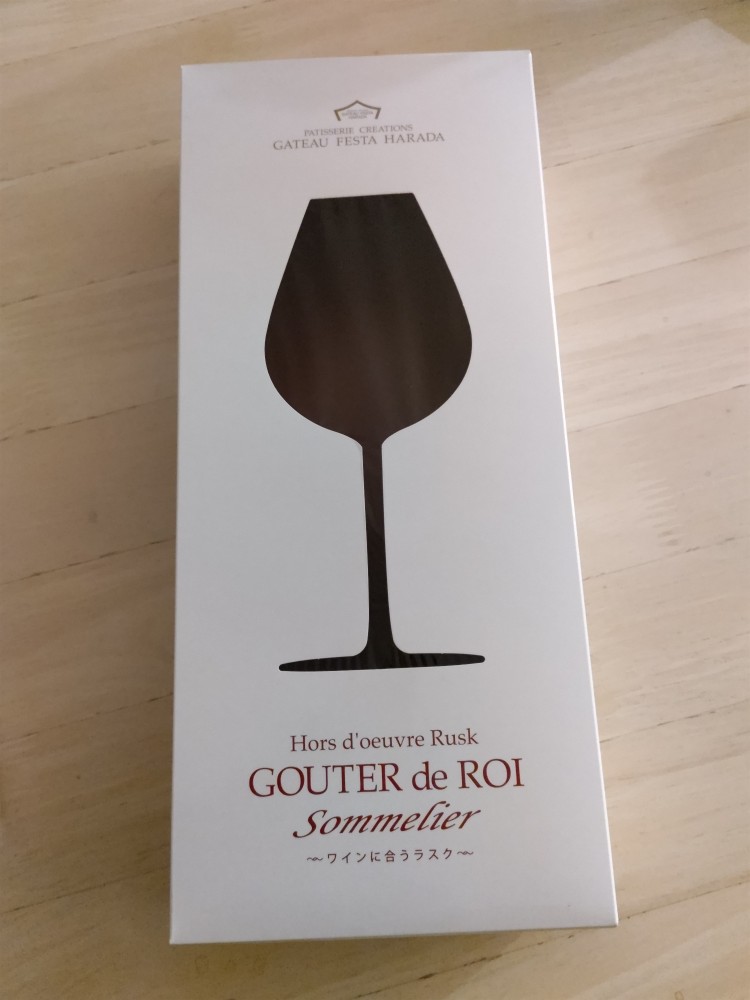 PATISSERIE CREATIONS
GATEAU FESTA HARADA
Hors d'oeuvre Rusk
GOUTER de ROI
Sommelier
～ワインに合うラスク～